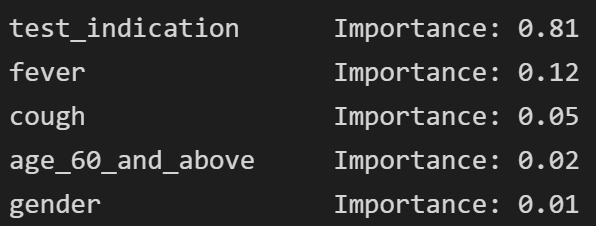 test_indication Importance: 0.81
fever Importance: 0.12
cough Importance: 0.05
age_60_and_above Importance: 0.02
gender Importance: 0.01